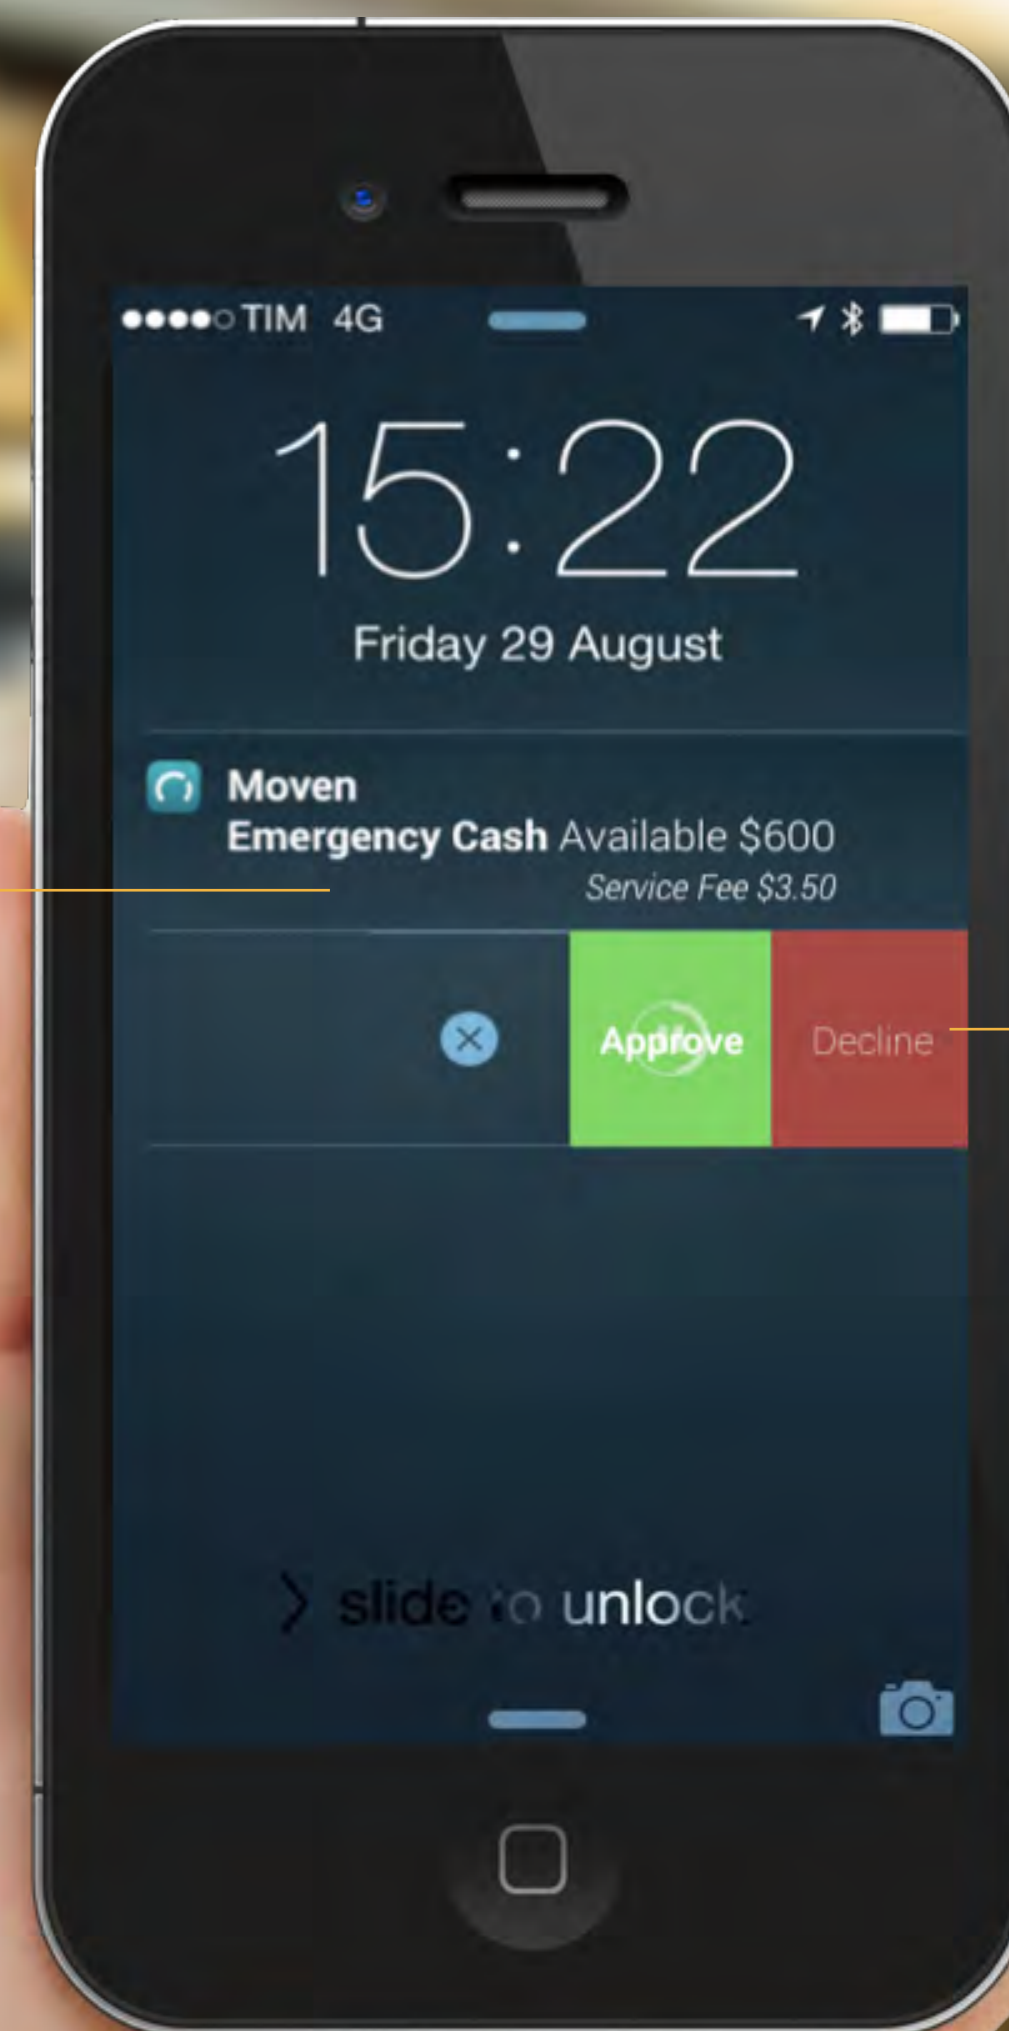 TIM 4G
15:22
Friday 29 August
Moven
Emergency Cash Available $600
Service Fee $3.50
Approve Decline
> slide to unlock